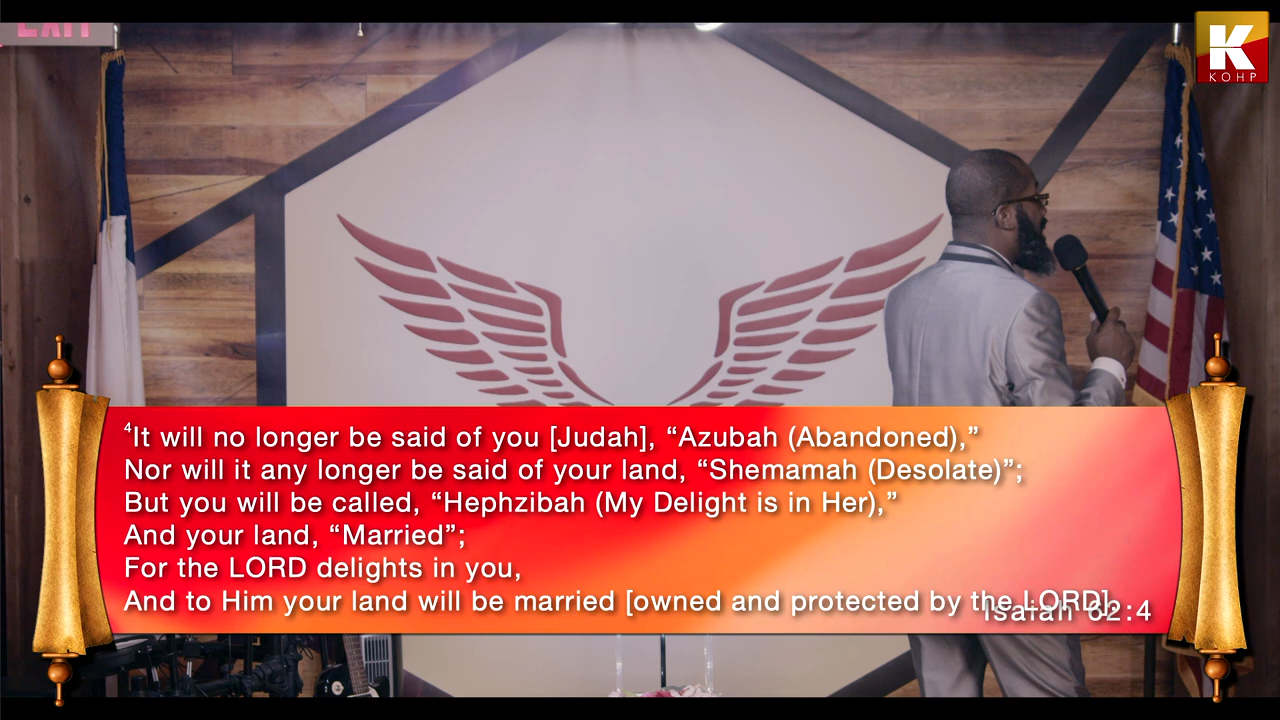 EXIT
K
KOHP
⁴It will no longer be said of you [Judah], “Azubah (Abandoned),”
Nor will it any longer be said of your land, “Shemamah (Desolate)”;
But you will be called, “Hephzibah (My Delight is in Her),”
And your land, “Married”;
For the LORD delights in you,
And to Him your land will be married [owned and protected by the LORD].
Isaiah 62:4